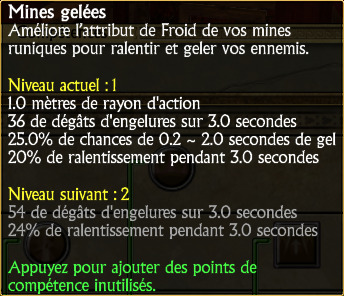 Mines gelées
Améliore l'attribut de Froid de vos mines
runiques pour ralentir et geler vos ennemis.
Niveau actuel : 1
1.0 mètres de rayon d'action
36 de dégâts d'engelures sur 3.0 secondes
25.0% de chances de 0.2 ~ 2.0 secondes de gel
20% de ralentissement pendant 3.0 secondes
Niveau suivant : 2
54 de dégâts d'engelures sur 3.0 secondes
24% de ralentissement pendant 3.0 secondes
Appuyez pour ajouter des points de
compétence inutilisés.